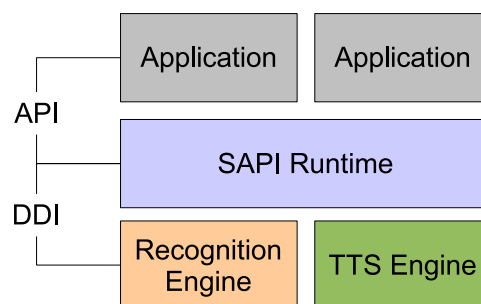 Application
Application
API
SAPI Runtime
DDI
Recognition
Engine
TTS Engine